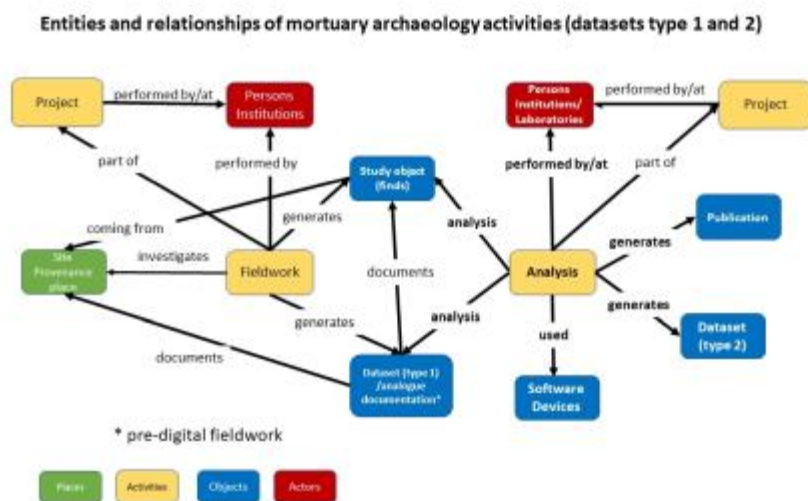 Entities and relationships of mortuary archaeology activities (datasets type 1 and 2)
Project
performed by/at
Persons
Institutions
Persons
Institutions/
Laboratories
performed by/at
Project
part of
performed by
Study object
(finds)
performed by/at
part of
coming from
generates
analysis
generates
Publication
Site
Provenance
place
investigates
Fieldwork
documents
Analysis
generates
analysis
generates
Dataset
(type 2)
documents
used
Dataset (type 1)
/analogue
documentation*
Software
Devices
* pre-digital fieldwork
Places
Activities
Objects
Actors